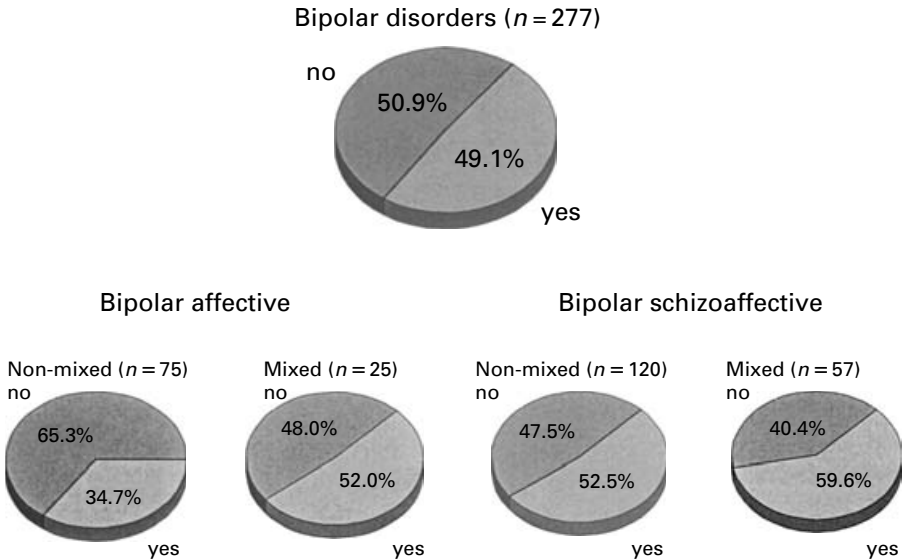 Bipolar disorders (n = 277)
no
50.9%
49.1%
yes
Bipolar affective
Bipolar schizoaffective
Non-mixed (n = 75)
no
65.3%
34.7%
yes
Mixed (n = 25)
no
48.0%
52.0%
yes
Non-mixed (n = 120)
no
47.5%
52.5%
yes
Mixed (n = 57)
no
40.4%
59.6%
yes